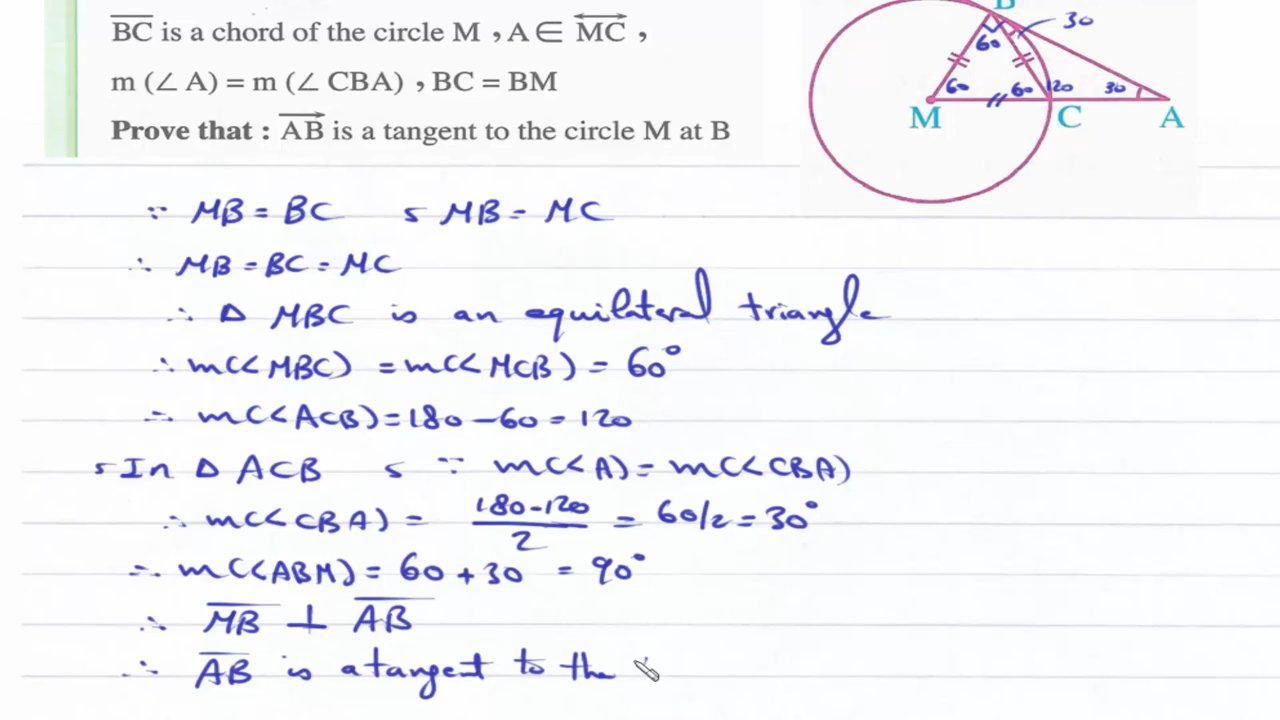 BC is a chord of the circle M , A ∈ MC ,
m (∠ A) = m (∠ CBA) , BC = BM
Prove that : AB is a tangent to the circle M at B
B
30
60
60
60
120
30
M
C
A
∵ MB = BC , MB = MC
∴ MB = BC = MC
∴ Δ MBC is an equilateral triangle
∴ m(<MBC) = m(<MCB) = 60°
∴ m(<ACB) = 180 - 60 = 120
, In Δ ACB , ∵ m(<A) = m(<CBA)
∴ m(<CBA) = 180-120 / 2 = 60/2 = 30°
∴ m(<ABM) = 60 + 30 = 90°
∴ MB ⊥ AB
∴ AB is a tangent to the